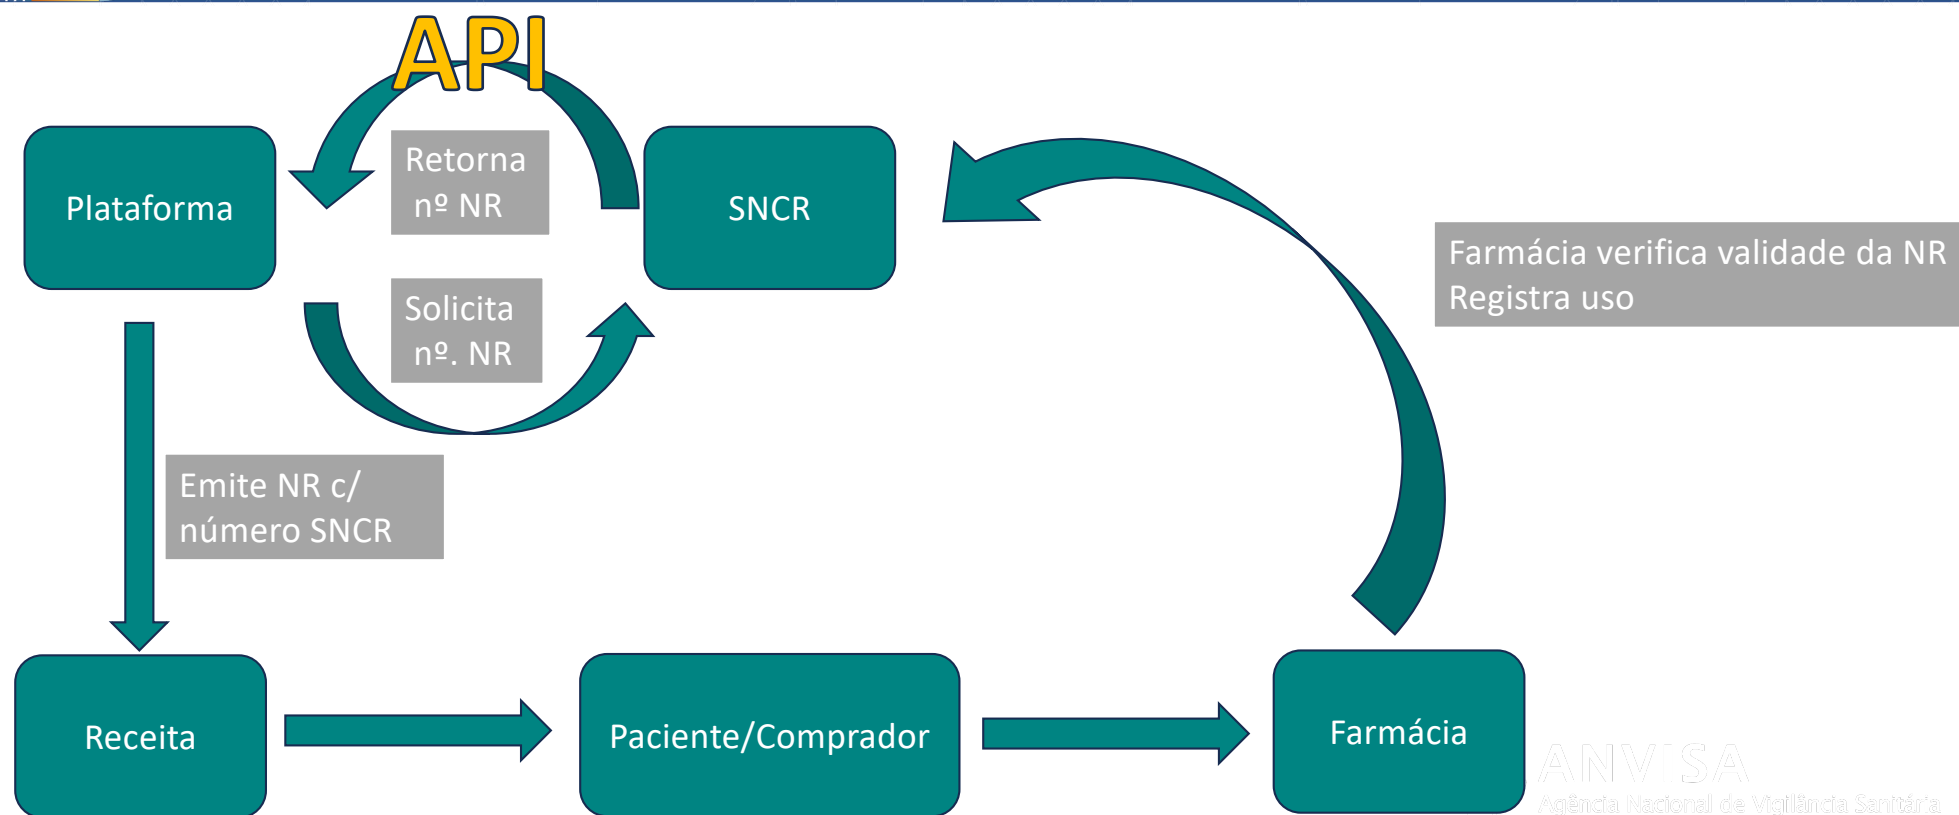 API
Plataforma
Retorna
nº NR
SNCR
Solicita
nº. NR
Farmácia verifica validade da NR
Registra uso
Emite NR c/
número SNCR
Receita
Paciente/Comprador
Farmácia
ANVISA
Agência Nacional de Vigilância Sanitária